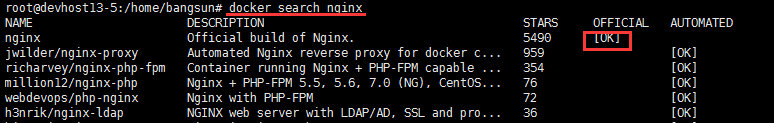 root@devhost13-5:/home/bangsun# docker search nginx
NAME DESCRIPTION STARS OFFICIAL AUTOMATED
nginx Official build of Nginx. 5490 [OK]
jwilder/nginx-proxy Automated Nginx reverse proxy for docker c... 959 [OK]
richarvey/nginx-php-fpm Container running Nginx + PHP-FPM capable ... 354 [OK]
million12/nginx-php Nginx + PHP-FPM 5.5, 5.6, 7.0 (NG), CentOS... 76 [OK]
webdevops/php-nginx Nginx with PHP-FPM 72 [OK]
h3nrik/nginx-ldap NGINX web server with LDAP/AD, SSL and pro... 36 [OK]